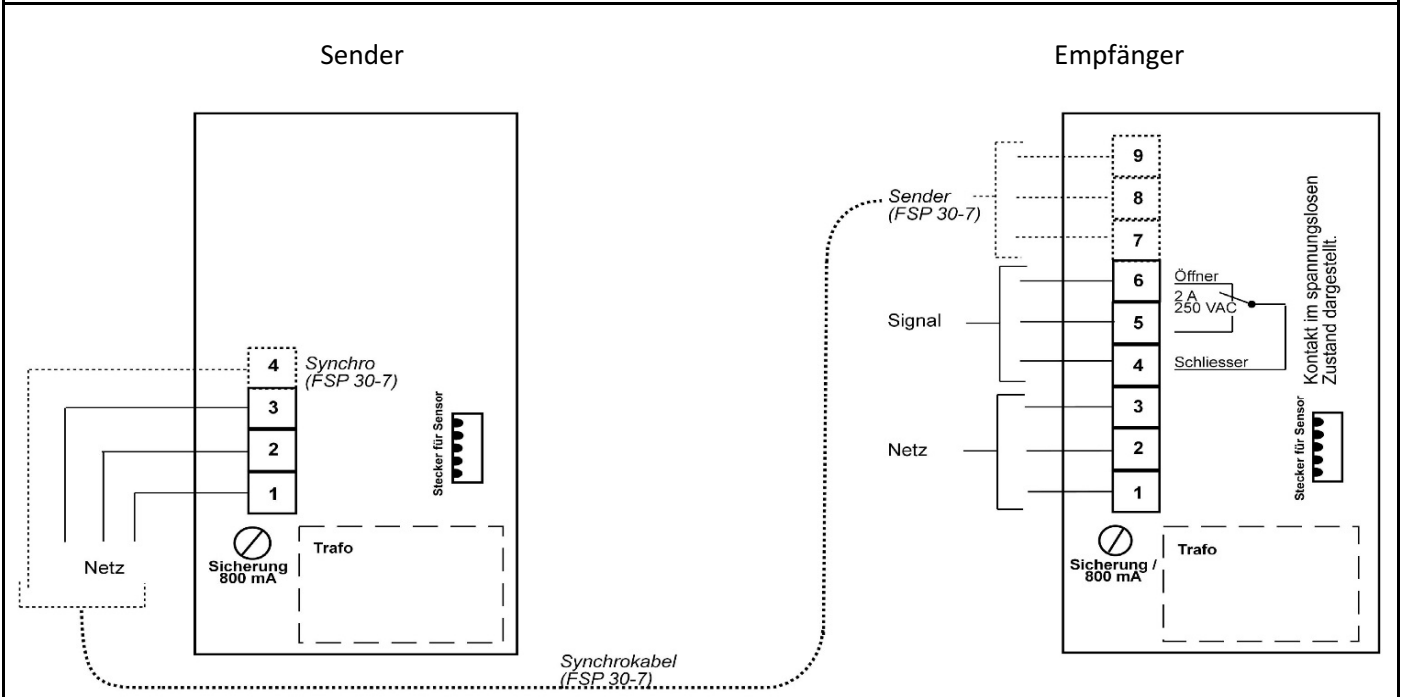 Sender
4
Synchro
(FSP 30-7)
3
2
1
Stecker für Sensor
Netz
Sicherung
800 mA
Trafo
Synchrokabel
(FSP 30-7)
Empfänger
9
8
7
6
5
4
3
2
1
Sender
(FSP 30-7)
Signal
Netz
Öffner
2 A
250 VAC
Schliesser
Kontakt im spannungslosen
Zustand dargestellt.
Stecker für Sensor
Sicherung /
800 mA
Trafo